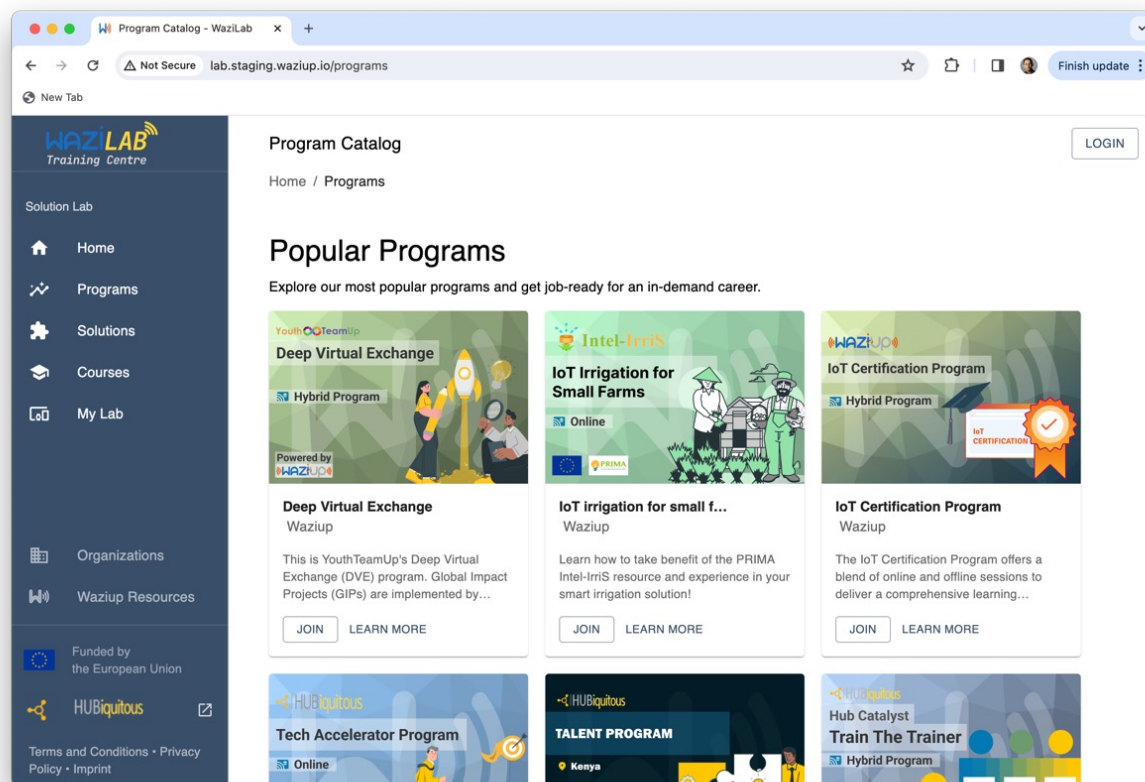 Program Catalog - WaziLab
Not Secure
lab.staging.waziup.io/programs
Finish update
New Tab
WAZILAB
Training Centre
Solution Lab
Home
Programs
Solutions
Courses
My Lab
Organizations
Waziup Resources
Funded by
the European Union
HUBiquitous
Terms and Conditions • Privacy
Policy • Imprint
Program Catalog
LOGIN
Home / Programs
Popular Programs
Explore our most popular programs and get job-ready for an in-demand career.
YouthTeamUp
Deep Virtual Exchange
Hybrid Program
Powered by
WAZIUP
Deep Virtual Exchange
Waziup
This is YouthTeamUp's Deep Virtual
Exchange (DVE) program. Global Impact
Projects (GIPs) are implemented by…
JOIN LEARN MORE
Intel-IrriS
IoT Irrigation for
Small Farms
Online
PRIMA
IoT irrigation for small f…
Waziup
Learn how to take benefit of the PRIMA
Intel-IrriS resource and experience in your
smart irrigation solution!
JOIN LEARN MORE
WAZIUP
IoT Certification Program
Hybrid Program
IoT
CERTIFICATION
IoT Certification Program
Waziup
The IoT Certification Program offers a
blend of online and offline sessions to
deliver a comprehensive learning…
JOIN LEARN MORE
HUBiquitous
Tech Accelerator Program
Online
HUBiquitous
TALENT PROGRAM
Kenya
HUBiquitous
Hub Catalyst
Train The Trainer
Hybrid Program